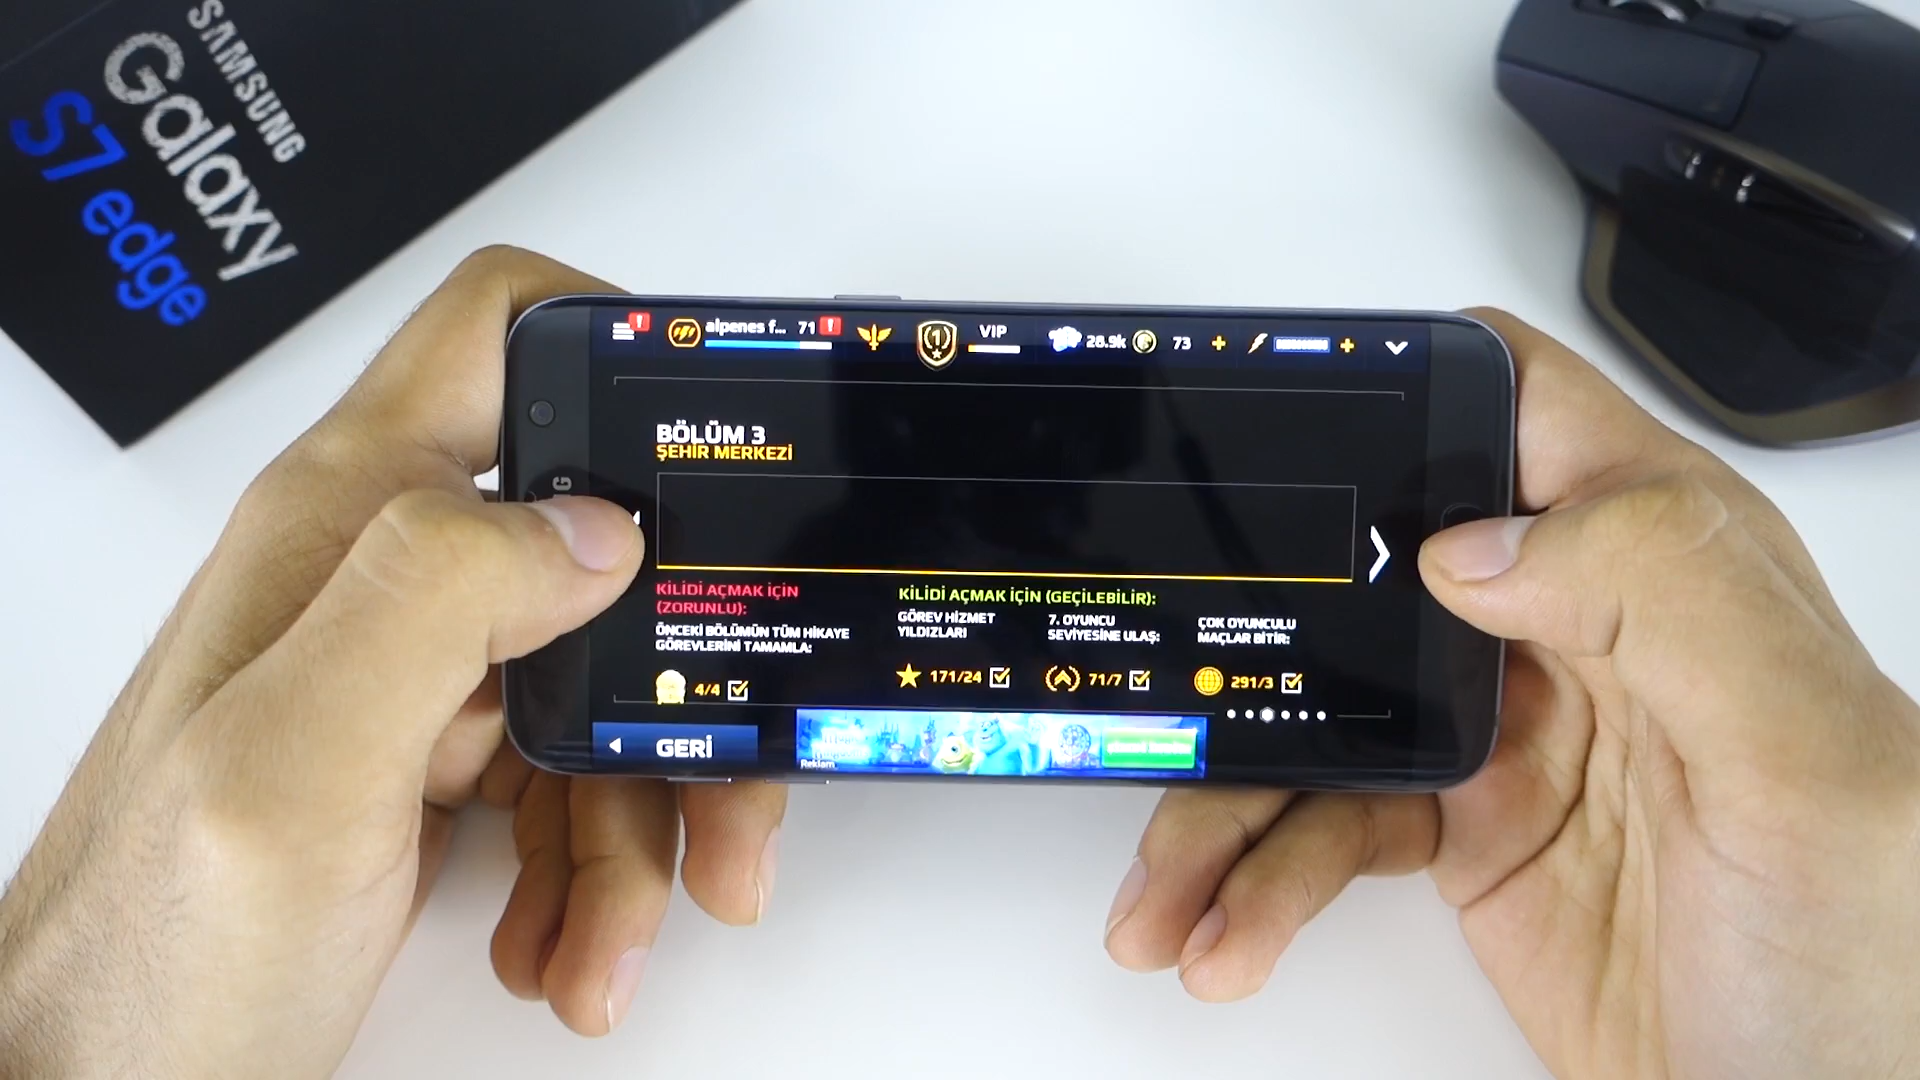 SAMSUNG
Galaxy
S7 edge
alpenes f... 71
VIP
28.9k
73
BÖLÜM 3
ŞEHİR MERKEZİ
KİLİDİ AÇMAK İÇİN
(ZORUNLU):
ÖNCEKİ BÖLÜMÜN TÜM HİKAYE
GÖREVLERİNİ TAMAMLA:
4/4
KİLİDİ AÇMAK İÇİN (GEÇİLEBİLİR):
GÖREV HİZMET
YILDIZLARI
171/24
7. OYUNCU
SEVİYESİNE ULAŞ:
71/7
ÇOK OYUNCULU
MAÇLAR BİTİR:
291/3
GERİ
Reklam